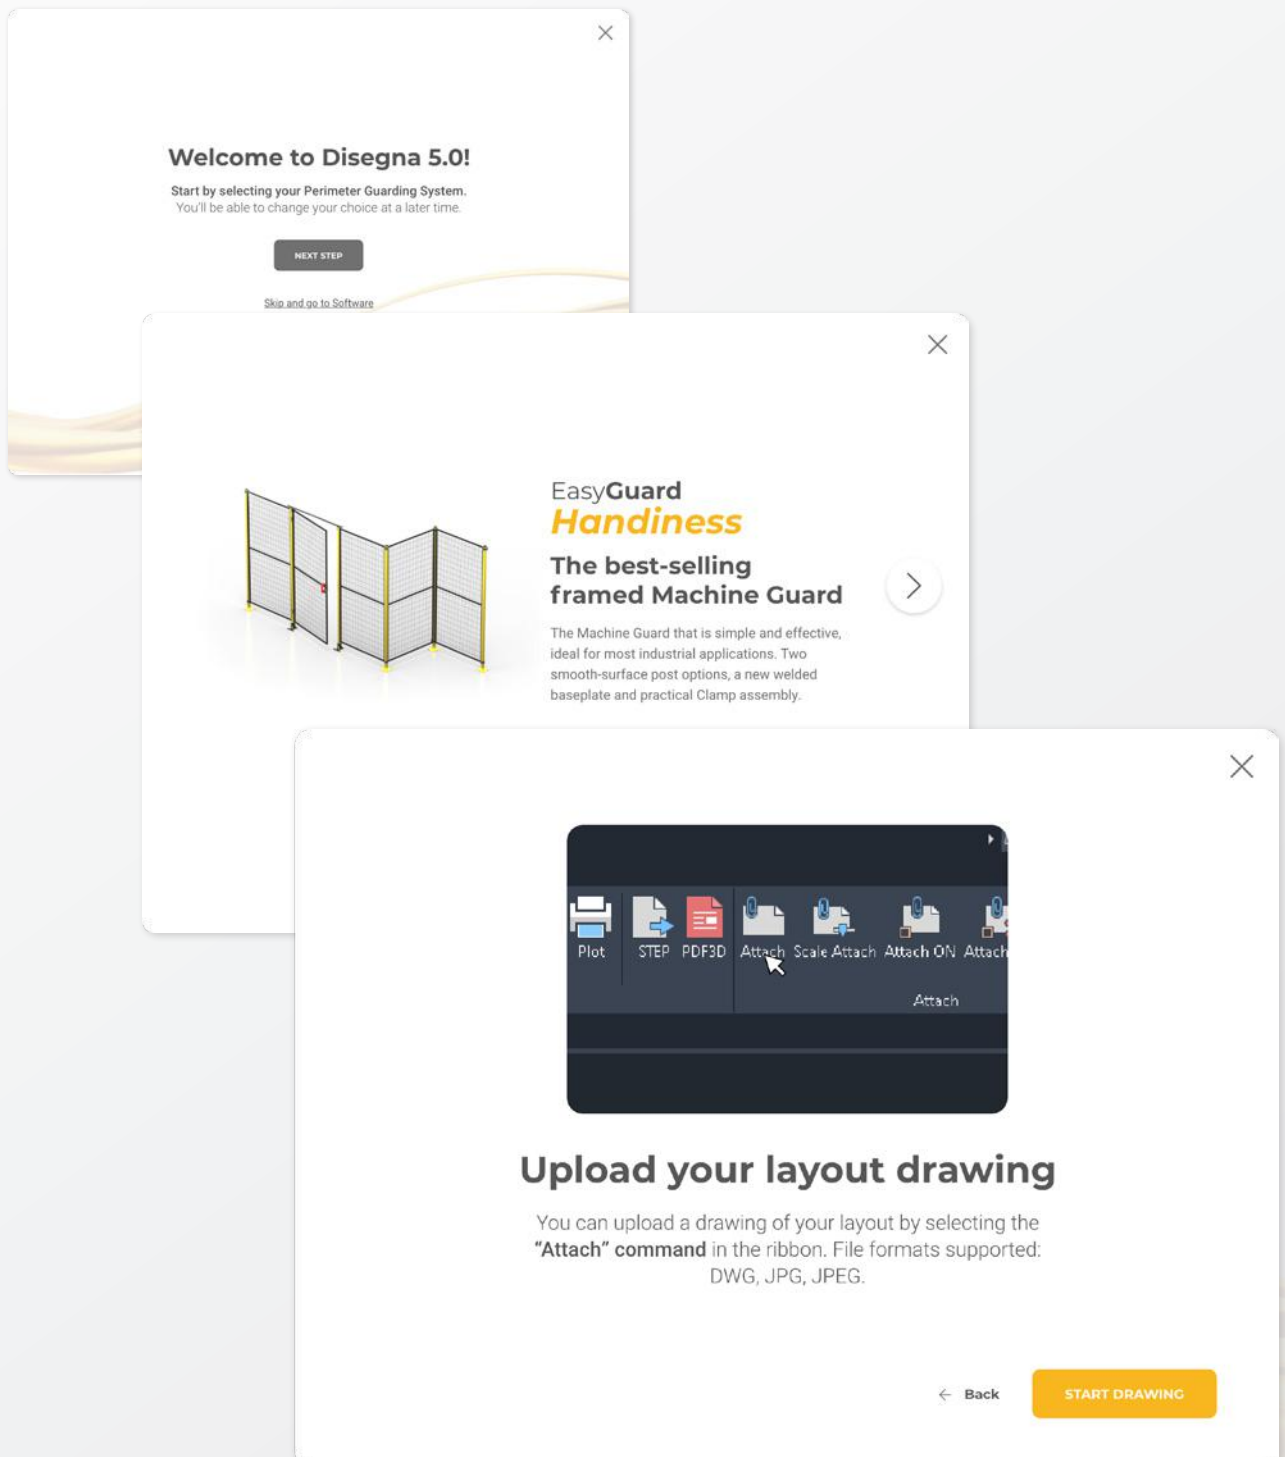 Welcome to Disegna 5.0!
Start by selecting your Perimeter Guarding System.
You'll be able to change your choice at a later time.
NEXT STEP
Skip and go to Software
EasyGuard
Handiness
The best-selling
framed Machine Guard
The Machine Guard that is simple and effective,
ideal for most industrial applications. Two
smooth-surface post options, a new welded
baseplate and practical Clamp assembly.
Plot STEP PDF3D Attach Scale Attach Attach ON Attach
Attach
Upload your layout drawing
You can upload a drawing of your layout by selecting the
“Attach” command in the ribbon. File formats supported:
DWG, JPG, JPEG.
Back
START DRAWING